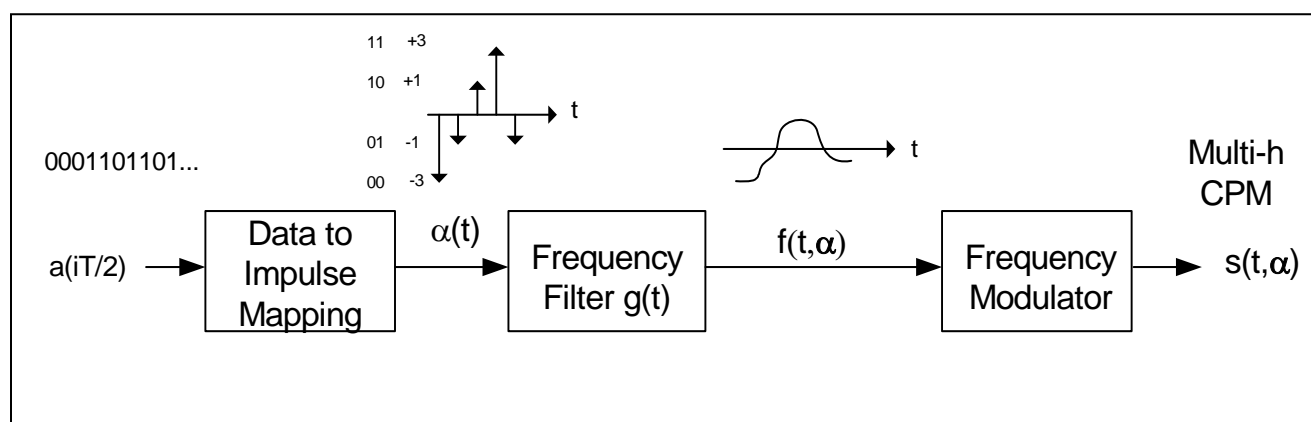 11 +3
10 +1
t
01 -1
00 -3
0001101101...
t
Multi-h
CPM
a(iT/2)
Data to
Impulse
Mapping
α(t)
Frequency
Filter g(t)
f(t,α)
Frequency
Modulator
s(t,α)